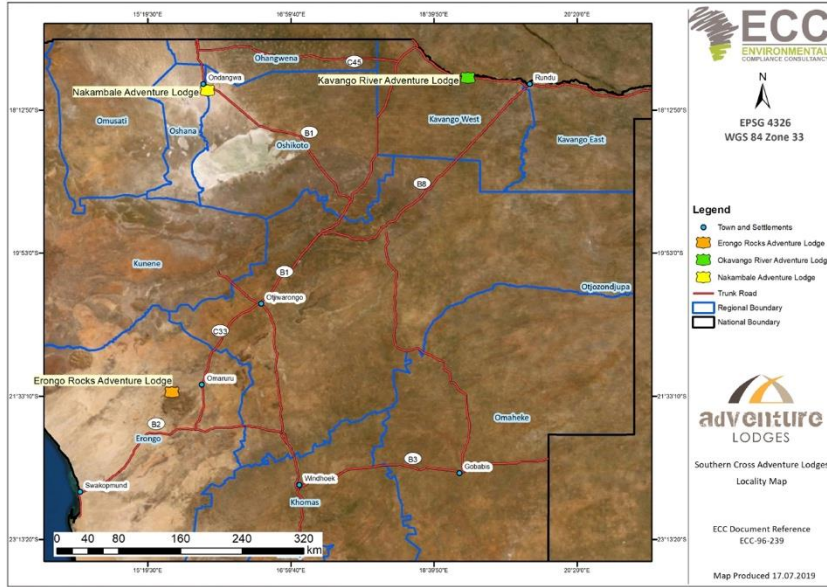 15°19'30"E
16°59'40"E
18°39'50"E
20°20'0"E
18°12'50"S
18°12'50"S
19°53'0"S
19°53'0"S
21°33'10"S
21°33'10"S
23°13'20"S
23°13'20"S
15°19'30"E
16°59'40"E
18°39'50"E
20°20'0"E
Ohangwena
C45
Ondangwa
Kavango River Adventure Lodge
Rundu
Nakambale Adventure Lodge
Omusati
Oshana
B1
Oshikoto
Kavango West
Kavango East
B8
Kunene
B1
Otjiwarongo
Otjozondjupa
C33
Erongo Rocks Adventure Lodge
Omaruru
B2
Erongo
Omaheke
B3
Gobabis
Swakopmund
Windhoek
Khomas
0 40 80 160 240 320
km
ECC
ENVIRONMENTAL
COMPLIANCE CONSULTANCY
N
EPSG 4326
WGS 84 Zone 33
Legend
Town and Settlements
Erongo Rocks Adventure Lodge
Okavango River Adventure Lodge
Nakambale Adventure Lodge
Trunk Road
Regional Boundary
National Boundary
adventure
LODGES
Southern Cross Adventure Lodges
Locality Map
ECC Document Reference
ECC-96-239
Map Produced 17.07.2019